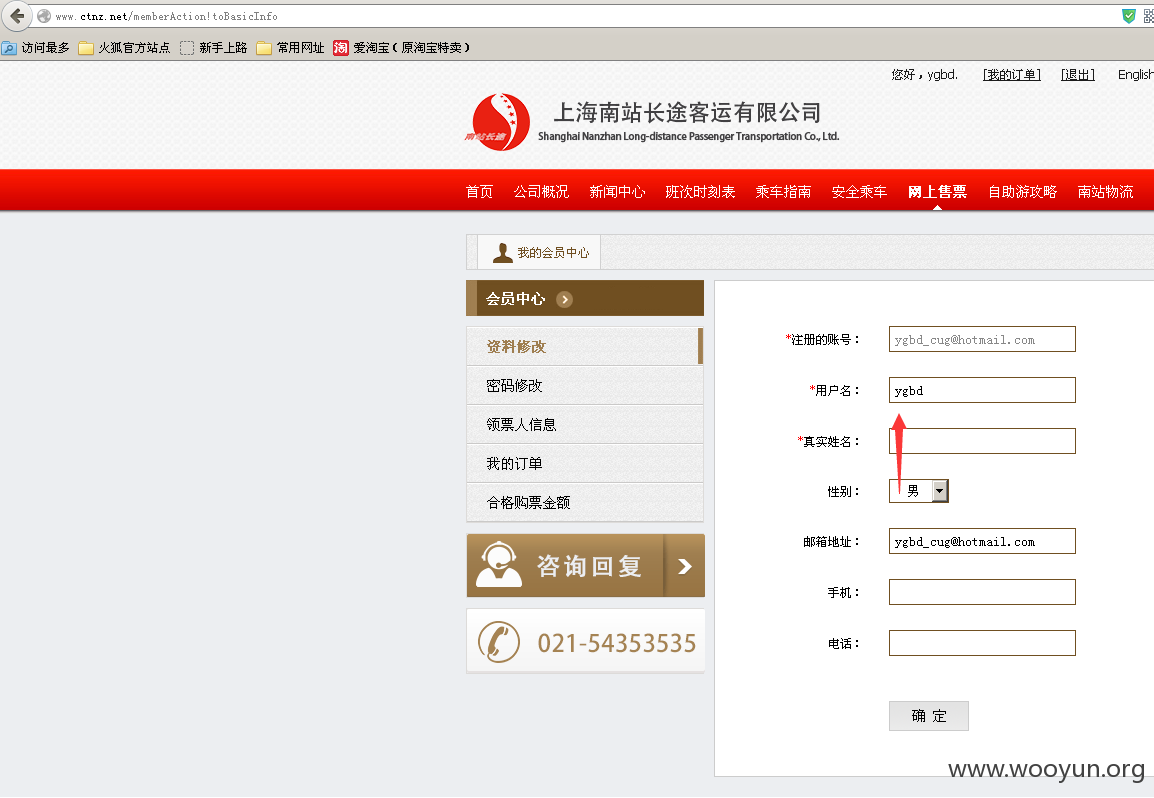 www.ctnz.net/memberAction!toBasicInfo
访问最多 火狐官方站点 新手上路 常用网址 淘 爱淘宝（原淘宝特卖）
您好，ygbd. [我的订单] [退出] English
南站长途
上海南站长途客运有限公司
Shanghai Nanzhan Long-distance Passenger Transportation Co., Ltd.
首页 公司概况 新闻中心 班次时刻表 乘车指南 安全乘车 网上售票 自助游攻略 南站物流
我的会员中心
会员中心
资料修改
密码修改
领票人信息
我的订单
合格购票金额
咨询回复
021-54353535
*注册的账号： ygbd_cug@hotmail.com
*用户名： ygbd
*真实姓名：
性别： 男
邮箱地址： ygbd_cug@hotmail.com
手机：
电话：
确 定
www.wooyun.org